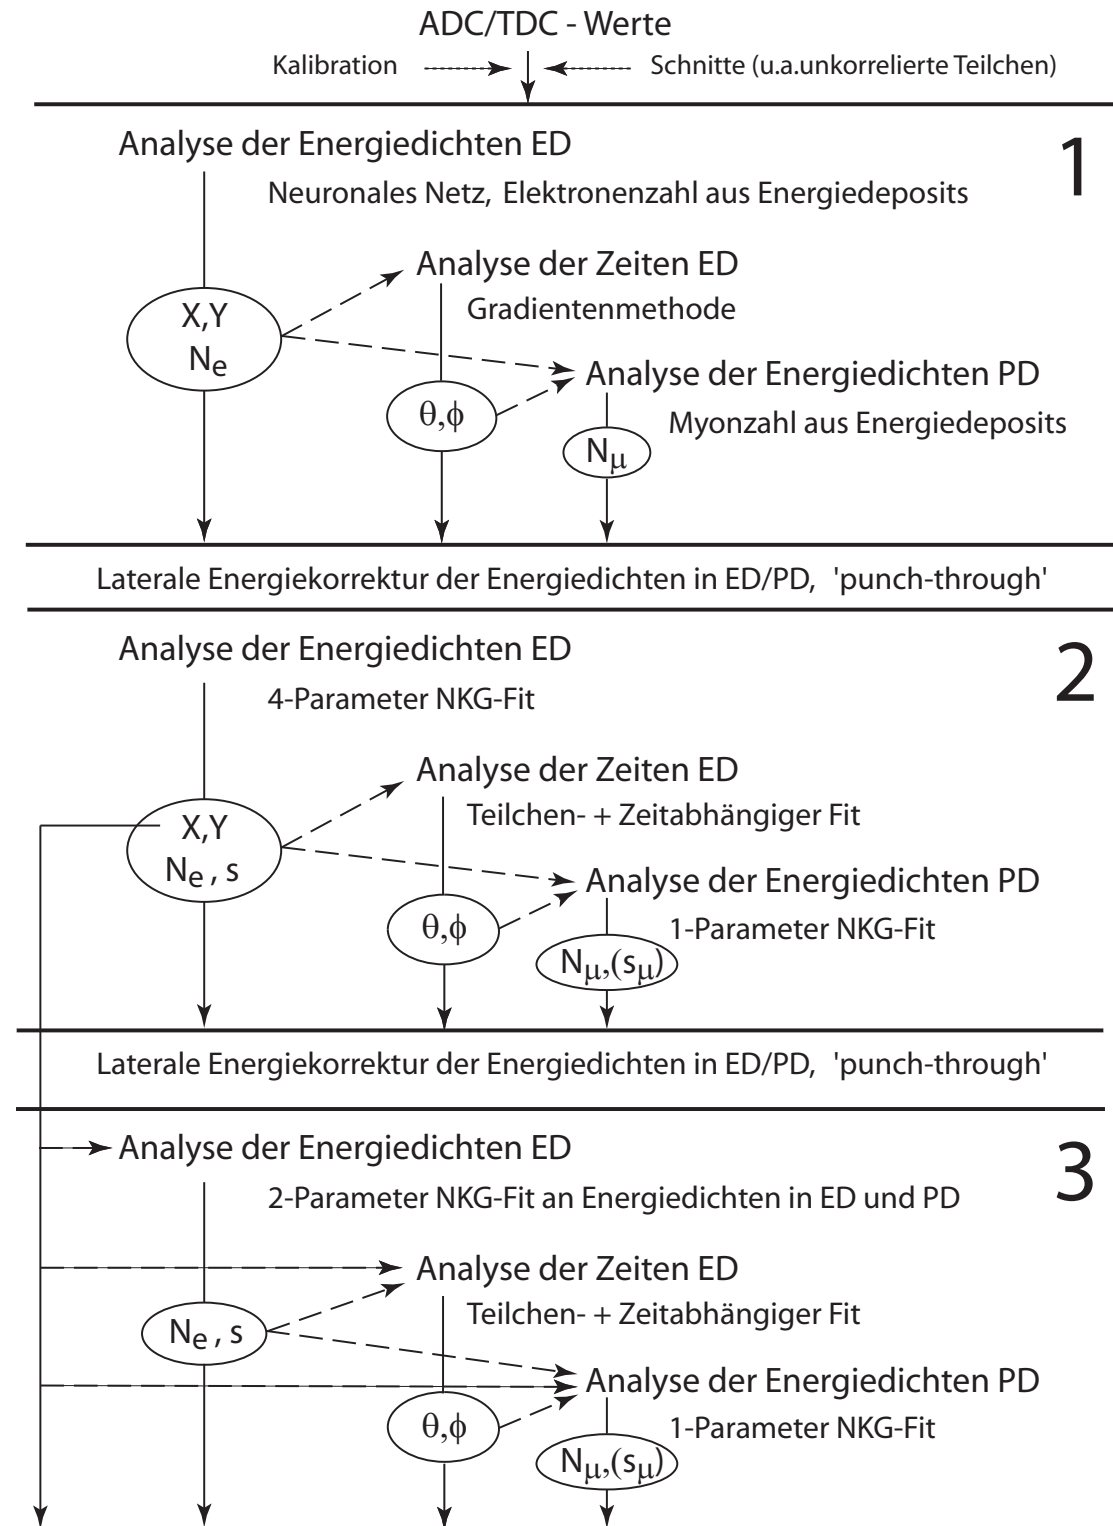 ADC/TDC - Werte
Kalibration
Schnitte (u.a.unkorrelierte Teilchen)
Analyse der Energiedichten ED
1
Neuronales Netz, Elektronenzahl aus Energiedeposits
Analyse der Zeiten ED
Gradientenmethode
X,Y
Ne
Analyse der Energiedichten PD
θ,ϕ
Myonzahl aus Energiedeposits
Nμ
Laterale Energiekorrektur der Energiedichten in ED/PD, 'punch-through'
Analyse der Energiedichten ED
2
4-Parameter NKG-Fit
Analyse der Zeiten ED
Teilchen- + Zeitabhängiger Fit
X,Y
Ne , s
Analyse der Energiedichten PD
θ,ϕ
1-Parameter NKG-Fit
Nμ,(sμ)
Laterale Energiekorrektur der Energiedichten in ED/PD, 'punch-through'
Analyse der Energiedichten ED
3
2-Parameter NKG-Fit an Energiedichten in ED und PD
Analyse der Zeiten ED
Teilchen- + Zeitabhängiger Fit
Ne , s
Analyse der Energiedichten PD
θ,ϕ
1-Parameter NKG-Fit
Nμ,(sμ)